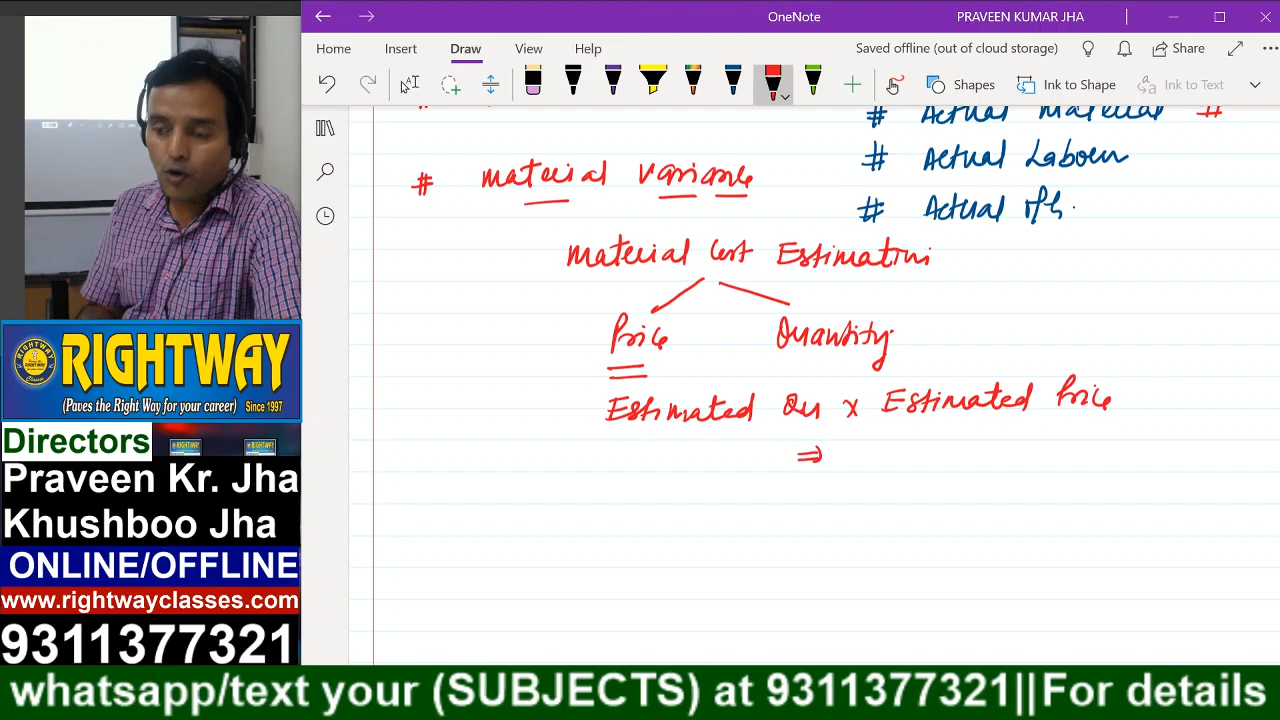 OneNote
PRAVEEN KUMAR JHA
Home Insert Draw View Help
Saved offline (out of cloud storage)
Share
Shapes
Ink to Shape
Ink to Text
# Actual Material #
# Actual Labour
# Actual
# Material Variance
Material Cost Estimation
Price Quantity
Estimated Qu x Estimated Price
⇒
RIGHTWAY
(Paves the Right Way for your career) Since 1997
Directors
Praveen Kr. Jha
Khushboo Jha
ONLINE/OFFLINE
www.rightwayclasses.com
9311377321
whatsapp/text your (SUBJECTS) at 9311377321||For details